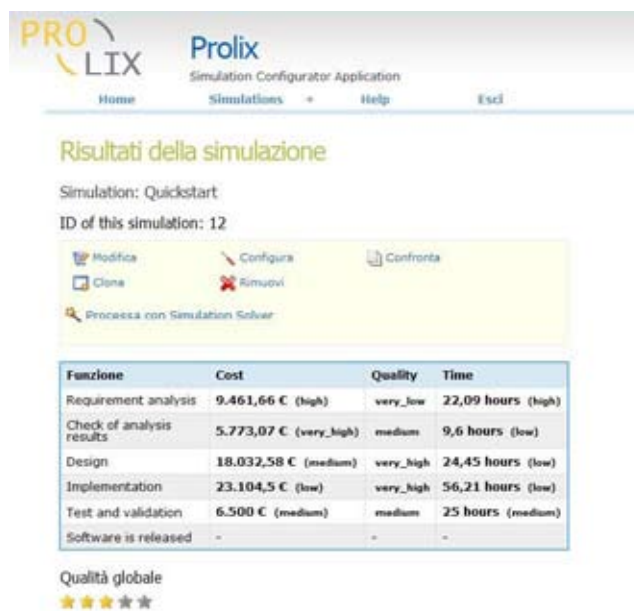 PRO
LIX
Prolix
Simulation Configurator Application
Home Simulations + Help Esci
Risultati della simulazione
Simulation: Quickstart
ID of this simulation: 12
Modifica Configura Confronta
Clona Rimuovi
Processa con Simulation Solver
Funzione Cost Quality Time
Requirement analysis 9.461,66 € (high) very_low 22,09 hours (high)
Check of analysis
results 5.773,07 € (very_high) medium 9,6 hours (low)
Design 18.032,58 € (medium) very_high 24,45 hours (low)
Implementation 23.104,5 € (low) very_high 56,21 hours (low)
Test and validation 6.500 € (medium) medium 25 hours (medium)
Software is released - - -
Qualità globale